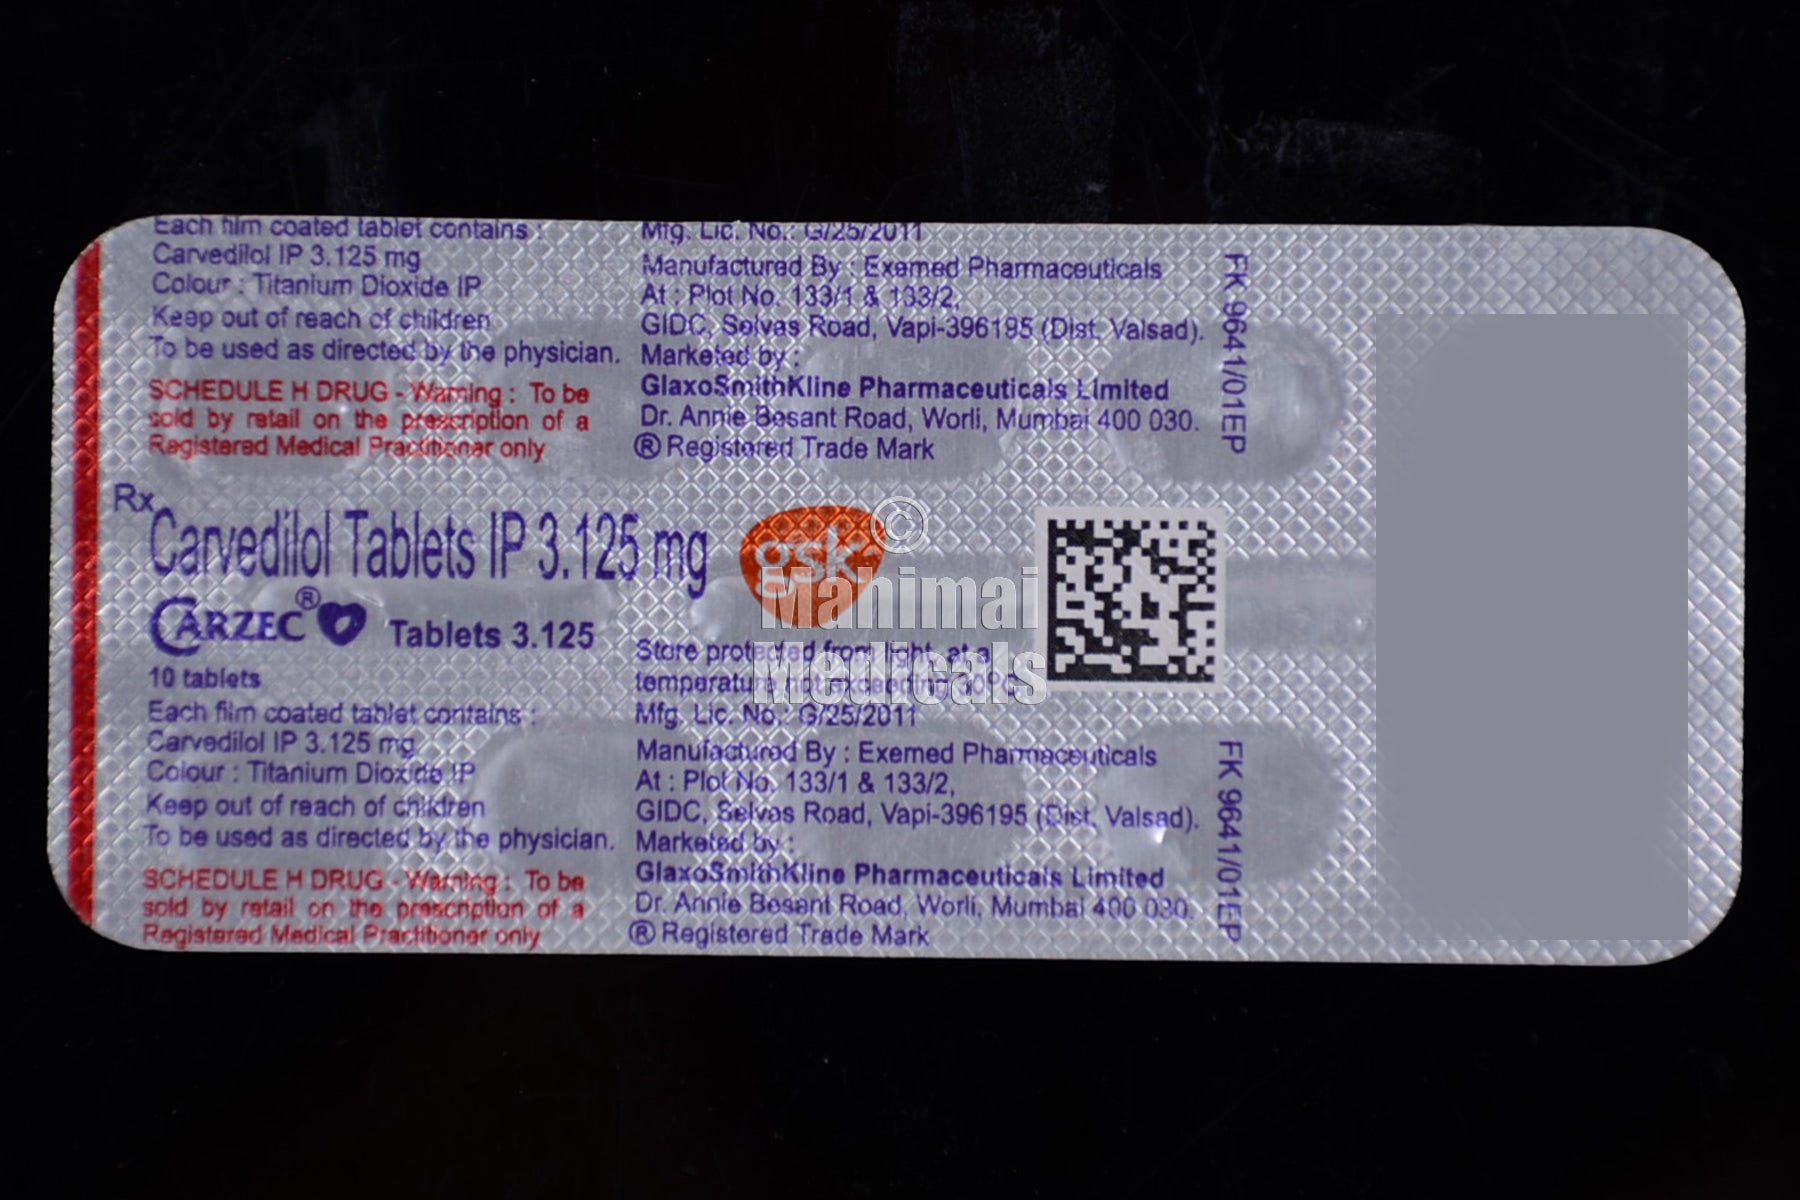 Each film coated tablet contains :
Carvedilol IP 3.125 mg
Colour : Titanium Dioxide IP
Keep out of reach of children
To be used as directed by the physician.
SCHEDULE H DRUG - Warning : To be
sold by retail on the prescription of a
Registered Medical Practitioner only
Mfg. Lic. No.: G/25/2011
Manufactured By : Exemed Pharmaceuticals
At : Plot No. 133/1 & 133/2,
GIDC, Selvas Road, Vapi-396195 (Dist. Valsad).
Marketed by :
GlaxoSmithKline Pharmaceuticals Limited
Dr. Annie Besant Road, Worli, Mumbai 400 030.
® Registered Trade Mark
FK 9641/01EP
Rx
Carvedilol Tablets IP 3.125 mg
CARZEC® Tablets 3.125
10 tablets
gsk
©
Mahimai
Medicals
Each film coated tablet contains :
Carvedilol IP 3.125 mg
Colour : Titanium Dioxide IP
Keep out of reach of children
To be used as directed by the physician.
SCHEDULE H DRUG - Warning : To be
sold by retail on the prescription of a
Registered Medical Practitioner only
Store protected from light, at a
temperature not exceeding 30°C.
Mfg. Lic. No.: G/25/2011
Manufactured By : Exemed Pharmaceuticals
At : Plot No. 133/1 & 133/2,
GIDC, Selvas Road, Vapi-396195 (Dist. Valsad).
Marketed by :
GlaxoSmithKline Pharmaceuticals Limited
Dr. Annie Besant Road, Worli, Mumbai 400 030.
® Registered Trade Mark
FK 9641/01EP